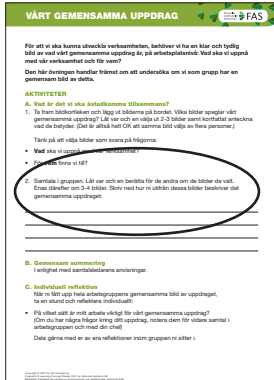 VÅRT GEMENSAMMA UPPDRAG
FAS
För att vi ska kunna utveckla verksamheten, behöver vi ha en klar och tydlig
bild av vad vårt gemensamma uppdrag är, på arbetsplatsnivå: Vad ska vi uppnå
med vår verksamhet och för vem?
Den här övningen handlar främst om att undersöka om vi som grupp har en
gemensam bild av detta.
AKTIVITETER
A. Vad är det vi ska åstadkomma tillsammans?
1. Ta fram bildkortleken och lägg ut bilderna på bordet. Vilka bilder speglar vårt
gemensamma uppdrag? Låt var och en välja ut 2-3 bilder samt kortfattat anteckna
vad de betyder. (Det är alltså helt OK att samma bild väljs av flera personer.)
Tänk på att välja bilder som svara på frågorna:
• Vad ska vi uppnå med vår verksamhet?
• För vem finns vi till?
2. Samtala i gruppen. Låt var och en berätta för de andra om de bilder de valt.
Enas därefter om 3-4 bilder. Skriv ned hur ni utifrån dessa bilder beskriver det
gemensamma uppdraget:
B. Gemensam summering
I enlighet med samtalsledarens anvisningar.
C. Individuell reflektion
När ni fått upp hela arbetsgruppens gemensamma bild av uppdraget,
ta en stund och reflektera individuellt:
• På vilket sätt är mitt arbete viktigt för vårt gemensamma uppdrag?
(Om du har några frågor kring ditt uppdrag, notera dem för vidare samtal i
arbetsgruppen och med din chef)
Dela gärna med er av era reflektioner inom gruppen ni sitter i.